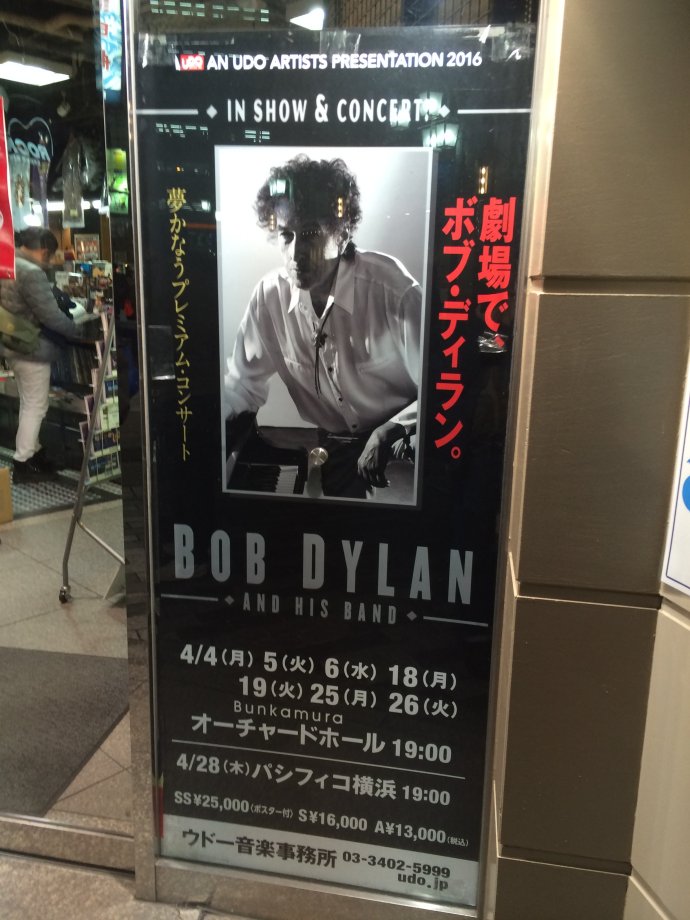 UDO AN UDO ARTISTS PRESENTATION 2016
IN SHOW & CONCERT!
劇場で、
ボブ・ディラン。
夢かなうプレミアム・コンサート
BOB DYLAN
AND HIS BAND
4/4(月) 5(火) 6(水) 18(月)
19(火) 25(月) 26(火)
Bunkamura
オーチャードホール 19:00
4/28(木) パシフィコ横浜 19:00
SS¥25,000(ポスター付) S¥16,000 A¥13,000(税込)
ウドー音楽事務所 03-3402-5999
udo.jp